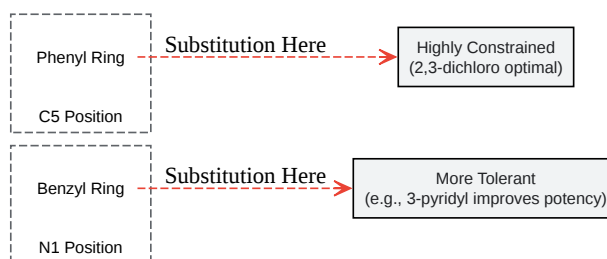 Phenyl Ring
Substitution Here
Highly Constrained
(2,3-dichloro optimal)
C5 Position
Benzyl Ring
Substitution Here
More Tolerant
(e.g., 3-pyridyl improves potency)
N1 Position